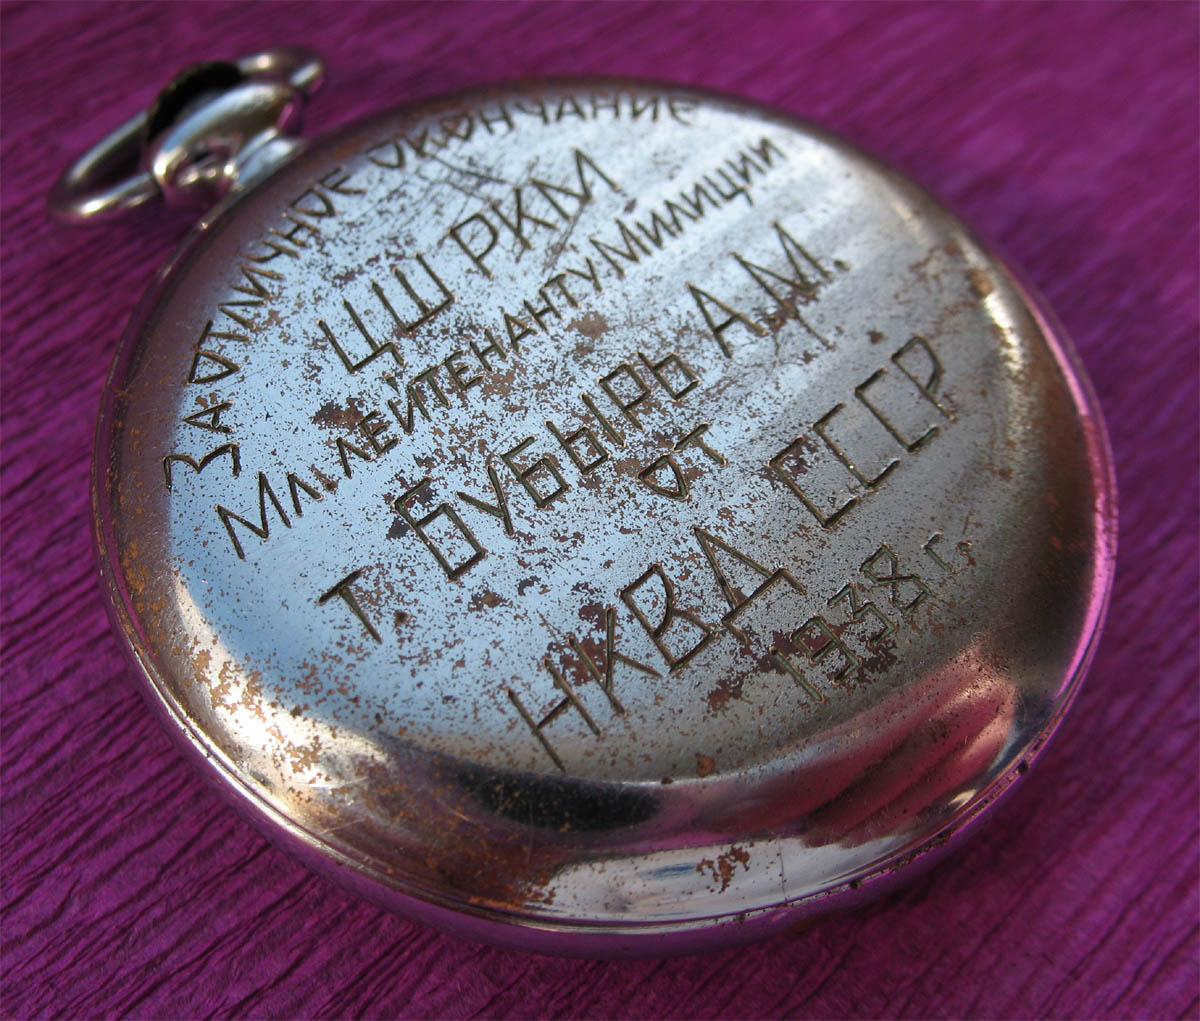 ЗА ОТЛИЧНОЕ ОКОНЧАНИЕ
ЦШ РКМ
Мл. ЛЕЙТЕНАНТУ МИЛИЦИИ
Т. БУБЫРЬ А.М.
ОТ
НКВД СССР
1938 г.